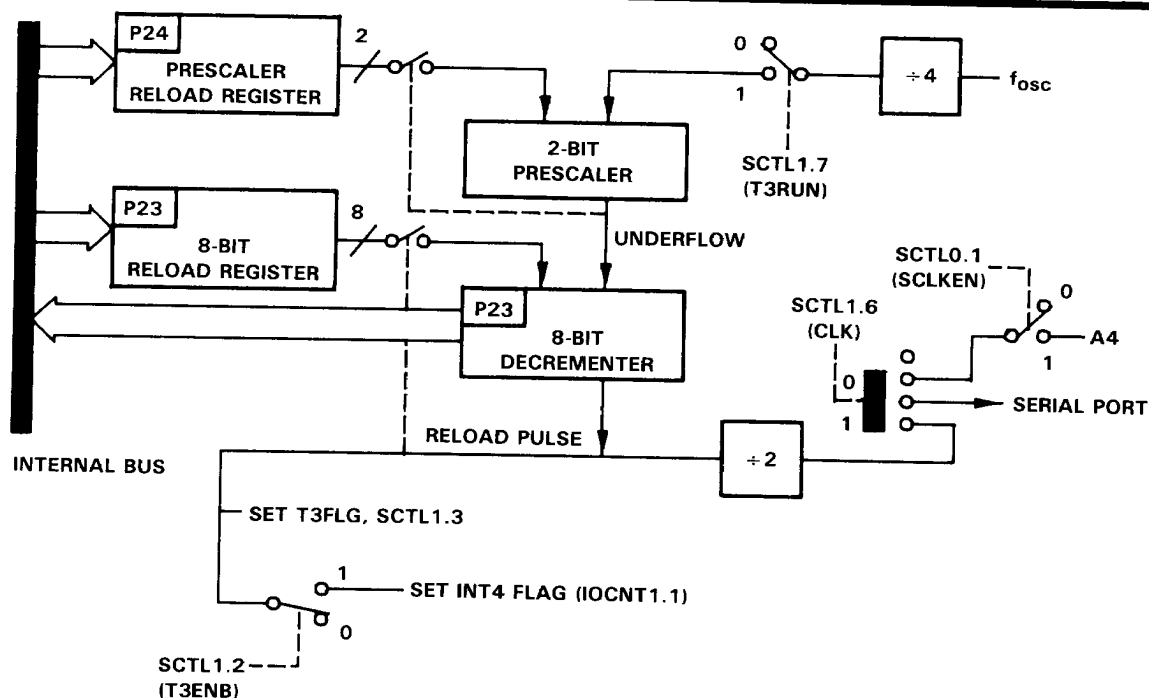 P24
PRESCALER
RELOAD REGISTER
2
0
1
÷4
fosc
2-BIT
PRESCALER
SCTL1.7
(T3RUN)
P23
8-BIT
RELOAD REGISTER
8
UNDERFLOW
SCTL0.1
(SCLKEN)
0
1
A4
P23
8-BIT
DECREMENTER
SCTL1.6
(CLK)
0
1
SERIAL PORT
RELOAD PULSE
÷2
INTERNAL BUS
SET T3FLG, SCTL1.3
1
SET INT4 FLAG (IOCNT1.1)
0
SCTL1.2
(T3ENB)